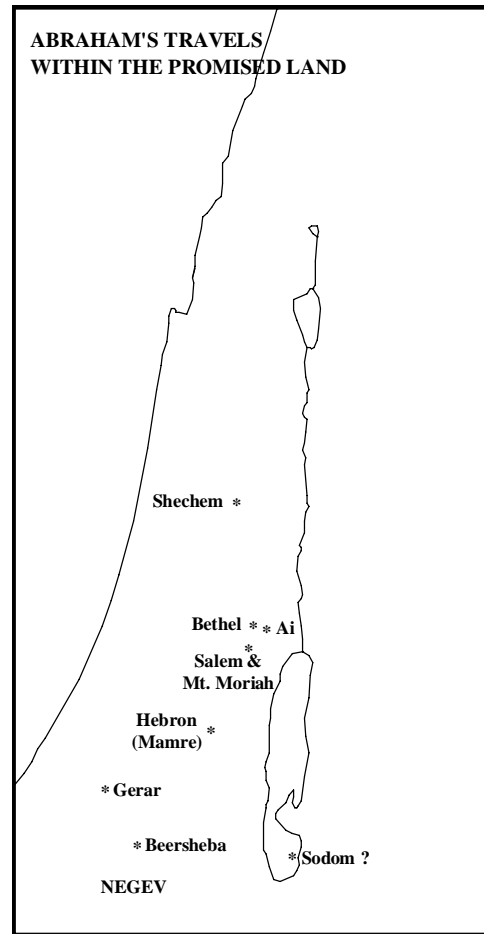 ABRAHAM'S TRAVELS
WITHIN THE PROMISED LAND
Shechem *
Bethel * * Ai
*
Salem &
Mt. Moriah
Hebron
(Mamre) *
* Gerar
* Beersheba
* Sodom ?
NEGEV